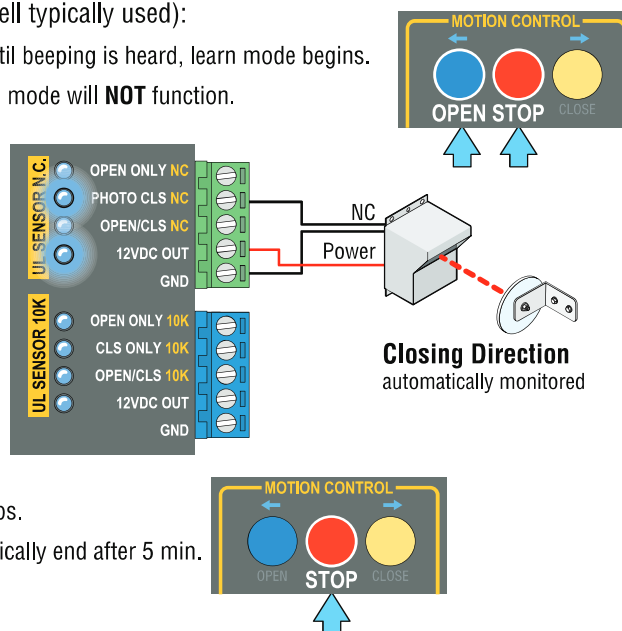 ell typically used):
til beeping is heard, learn mode begins.
mode will NOT function.
MOTION CONTROL
OPEN STOP CLOSE
UL SENSOR N.C.
OPEN ONLY NC
PHOTO CLS NC
OPEN/CLS NC
12VDC OUT
GND
NC
Power
UL SENSOR 10K
OPEN ONLY 10K
CLS ONLY 10K
OPEN/CLS 10K
12VDC OUT
GND
Closing Direction
automatically monitored
os.
ically end after 5 min.
MOTION CONTROL
OPEN STOP CLOSE